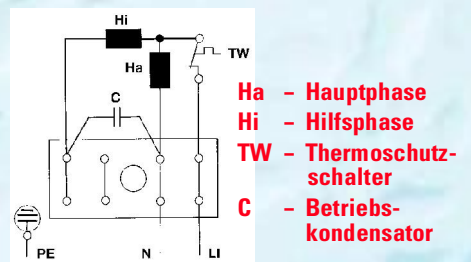 Hi
TW
Ha
C
PE N LI
Ha – Hauptphase
Hi – Hilfsphase
TW – Thermoschutz-
schalter
C – Betriebs-
kondensator